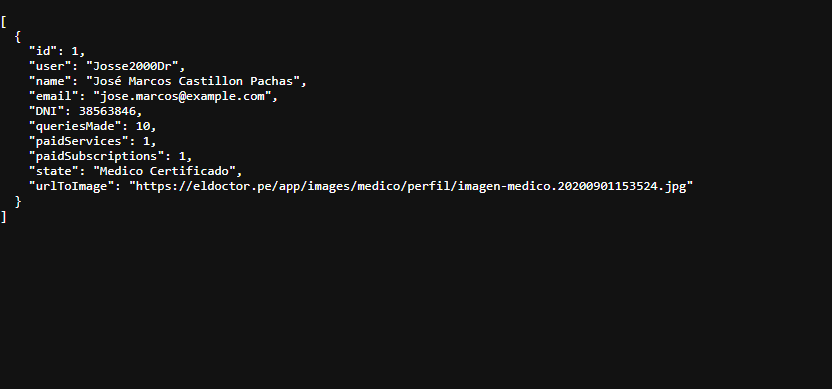 [
  {
    "id": 1,
    "user": "Josse2000Dr",
    "name": "José Marcos Castillon Pachas",
    "email": "jose.marcos@example.com",
    "DNI": 38563846,
    "queriesMade": 10,
    "paidServices": 1,
    "paidSubscriptions": 1,
    "state": "Medico Certificado",
    "urlToImage": "https://eldoctor.pe/app/images/medico/perfil/imagen-medico.20200901153524.jpg"
  }
]